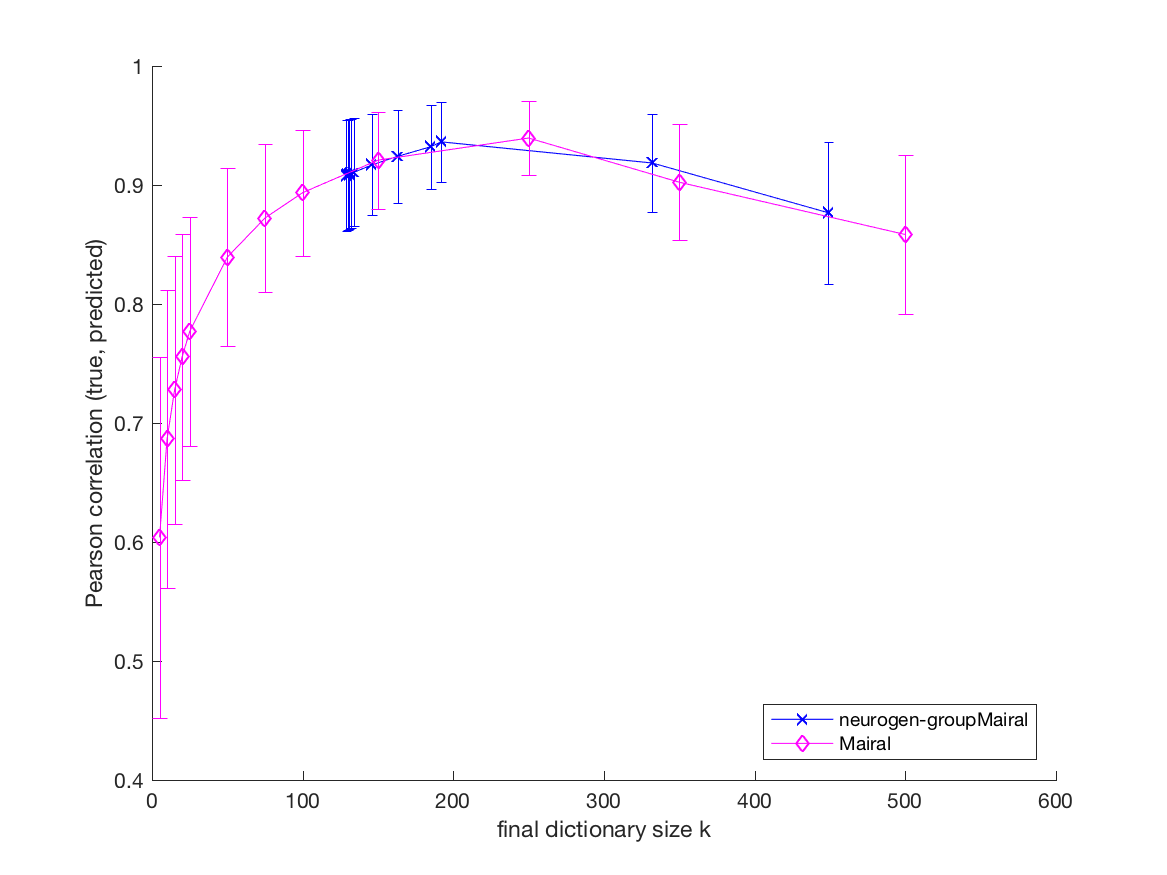 1
0.9
0.8
0.7
0.6
0.5
0.4
Pearson correlation (true, predicted)
0 100 200 300 400 500 600
final dictionary size k
neurogen-groupMairal
Mairal